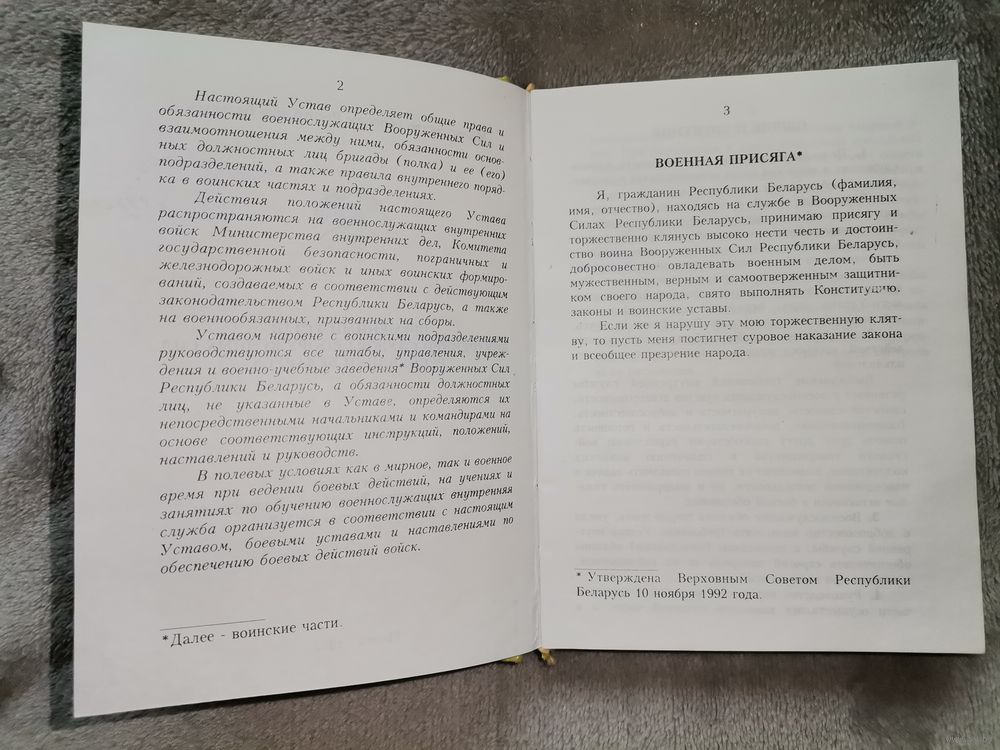 2
Настоящий Устав определяет общие права и
обязанности военнослужащих Вооруженных Сил и
взаимоотношения между ними, обязанности основ-
ных должностных лиц бригады (полка) и ее (его)
подразделений, а также правила внутреннего поряд-
ка в воинских частях и подразделениях.
Действия положений настоящего Устава
распространяются на военнослужащих внутренних
войск Министерства внутренних дел, Комитета
государственной безопасности, пограничных и
железнодорожных войск и иных воинских формиро-
ваний, создаваемых в соответствии с действующим
законодательством Республики Беларусь, а также
на военнообязанных, призванных на сборы.
Уставом наровне с воинскими подразделениями
руководствуются все штабы, управления, учреж-
дения и военно-учебные заведения* Вооруженных Сил
Республики Беларусь, а обязанности должностных
лиц, не указанные в Уставе, определяются их
непосредственными начальниками и командирами на
основе соответствующих инструкций, положений,
наставлений и руководств.
В полевых условиях как в мирное, так и военное
время при ведении боевых действий, на учениях и
занятиях по обучению военнослужащих внутренняя
служба организуется в соответствии с настоящим
Уставом, боевыми уставами и наставлениями по
обеспечению боевых действий войск.
*Далее - воинские части.
3
ВОЕННАЯ ПРИСЯГА*
Я, гражданин Республики Беларусь (фамилия,
имя, отчество), находясь на службе в Вооруженных
Силах Республики Беларусь, принимаю присягу и
торжественно клянусь высоко нести честь и достоин-
ство воина Вооруженных Сил Республики Беларусь,
добросовестно овладевать военным делом, быть
мужественным, верным и самоотверженным защитни-
ком своего народа, свято выполнять Конституцию,
законы и воинские уставы.
Если же я нарушу эту мою торжественную клят-
ву, то пусть меня постигнет суровое наказание закона
и всеобщее презрение народа.
* Утверждена Верховным Советом Республики
Беларусь 10 ноября 1992 года.